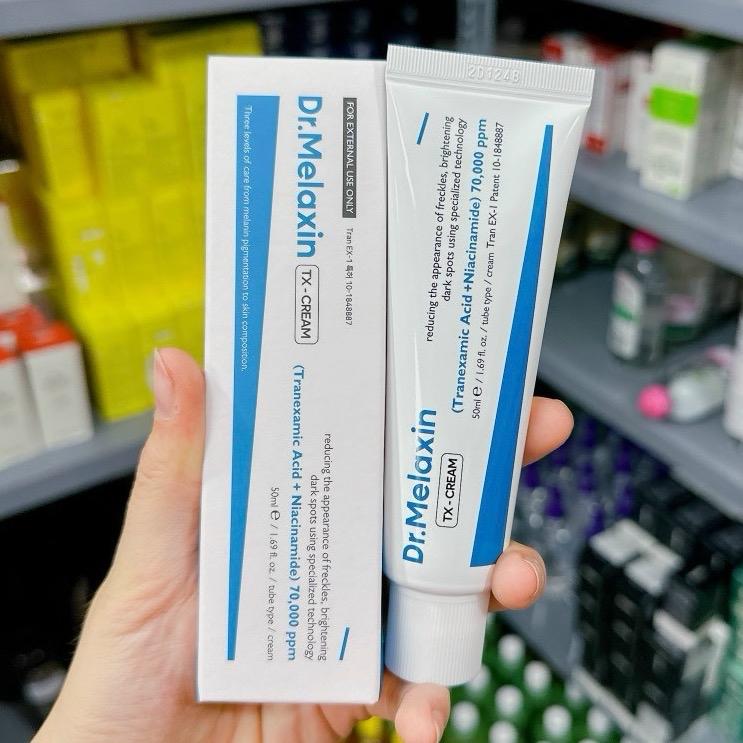 FOR EXTERNAL USE ONLY
Tran EX-1 특허 10-1848887
Dr.Melaxin
TX - CREAM
reducing the appearance of freckles, brightening
dark spots using specialized technology
(Tranexamic Acid + Niacinamide) 70,000 ppm
50ml ℮ / 1.69 fl. oz. / tube type / cream
Three levels of care from melanin pigmentation to skin composition.
Dr.Melaxin
TX - CREAM
reducing the appearance of freckles, brightening
dark spots using specialized technology
(Tranexamic Acid +Niacinamide) 70,000 ppm
50ml ℮ / 1.69 fl. oz. / tube type / cream Tran EX-1 Patent 10-1848887